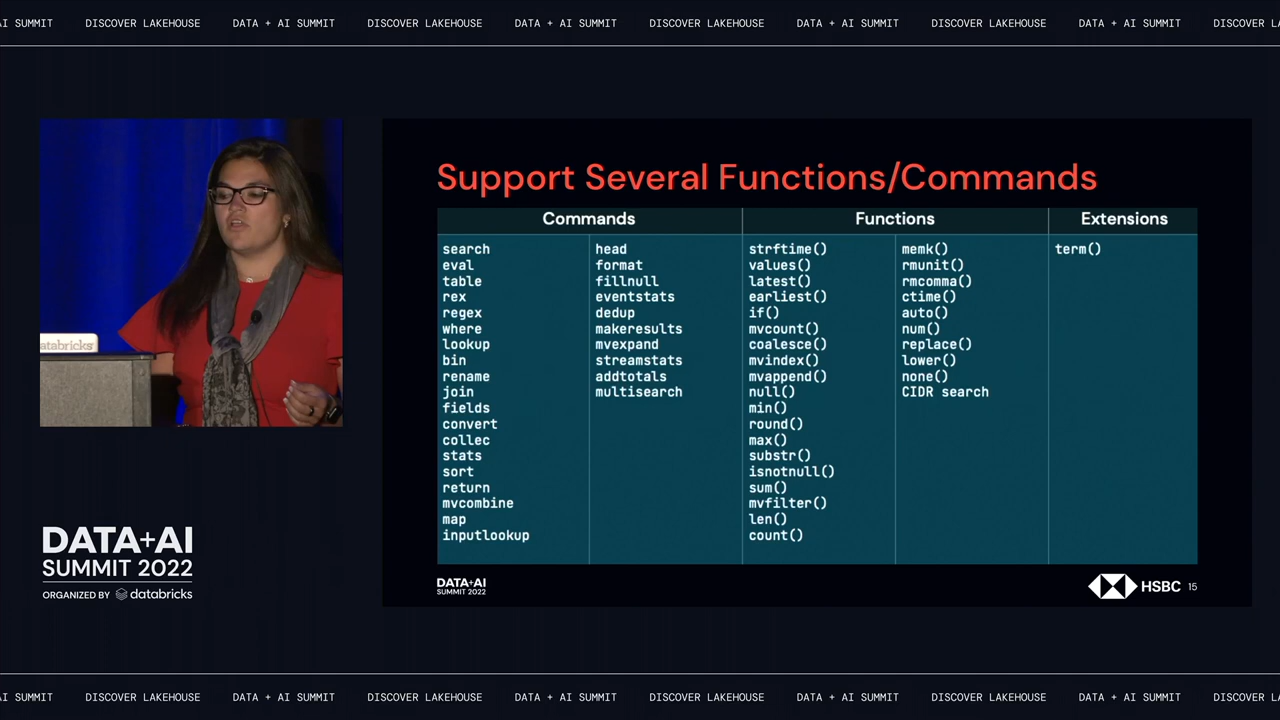 AI SUMMIT DISCOVER LAKEHOUSE DATA + AI SUMMIT DISCOVER LAKEHOUSE DATA + AI SUMMIT DISCOVER LAKEHOUSE DATA + AI SUMMIT DISCOVER LAKEHOUSE DATA + AI SUMMIT DISCOVER
atabricks
DATA+AI
SUMMIT 2022
ORGANIZED BY databricks
Support Several Functions/Commands
Commands
search
eval
table
rex
regex
where
lookup
bin
rename
join
fields
convert
collec
stats
sort
return
mvcombine
map
inputlookup
head
format
fillnull
eventstats
dedup
makeresults
mvexpand
streamstats
addtotals
multisearch
Functions
strftime()
values()
latest()
earliest()
if()
mvcount()
coalesce()
mvindex()
mvappend()
null()
min()
round()
max()
substr()
isnotnull()
sum()
mvfilter()
len()
count()
memk()
rmunit()
rmcomma()
ctime()
auto()
num()
replace()
lower()
none()
CIDR search
Extensions
term()
DATA+AI
SUMMIT 2022
HSBC 15
AI SUMMIT DISCOVER LAKEHOUSE DATA + AI SUMMIT DISCOVER LAKEHOUSE DATA + AI SUMMIT DISCOVER LAKEHOUSE DATA + AI SUMMIT DISCOVER LAKEHOUSE DATA + AI SUMMIT DISCOVER